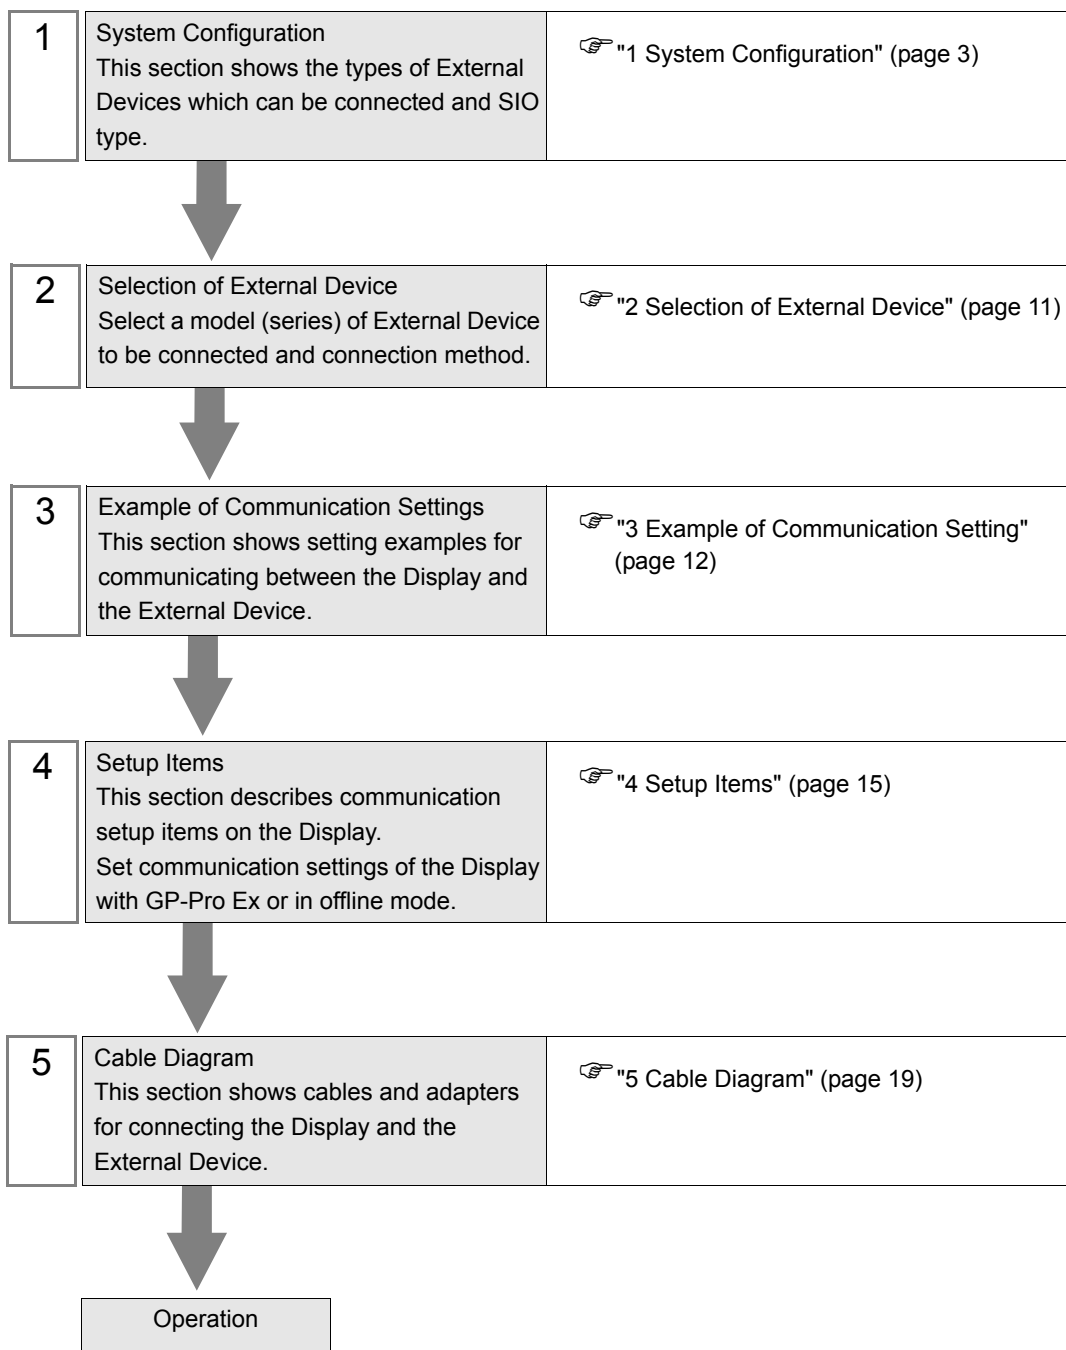 1
System Configuration
This section shows the types of External
Devices which can be connected and SIO
type.
"1 System Configuration" (page 3)
2
Selection of External Device
Select a model (series) of External Device
to be connected and connection method.
"2 Selection of External Device" (page 11)
3
Example of Communication Settings
This section shows setting examples for
communicating between the Display and
the External Device.
"3 Example of Communication Setting"
(page 12)
4
Setup Items
This section describes communication
setup items on the Display.
Set communication settings of the Display
with GP-Pro Ex or in offline mode.
"4 Setup Items" (page 15)
5
Cable Diagram
This section shows cables and adapters
for connecting the Display and the
External Device.
"5 Cable Diagram" (page 19)
Operation